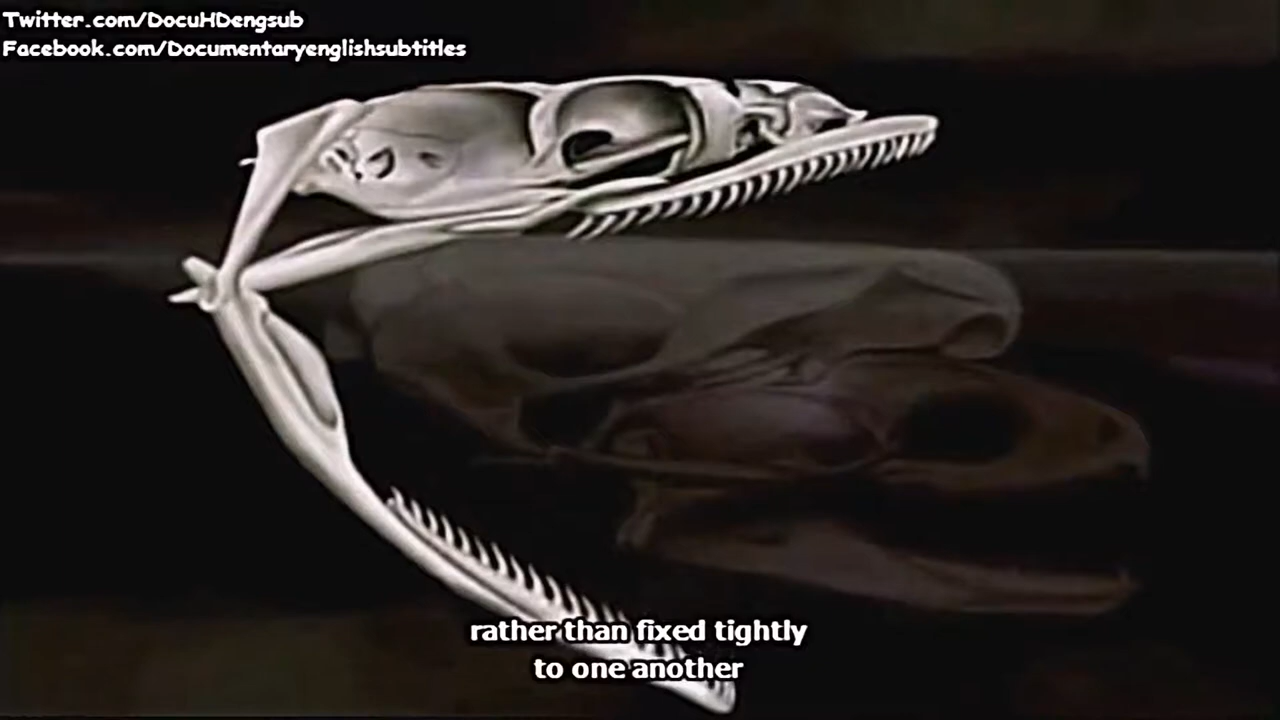 Twitter.com/DocuHDengsub
Facebook.com/Documentaryenglishsubtitles
rather than fixed tightly
to one another